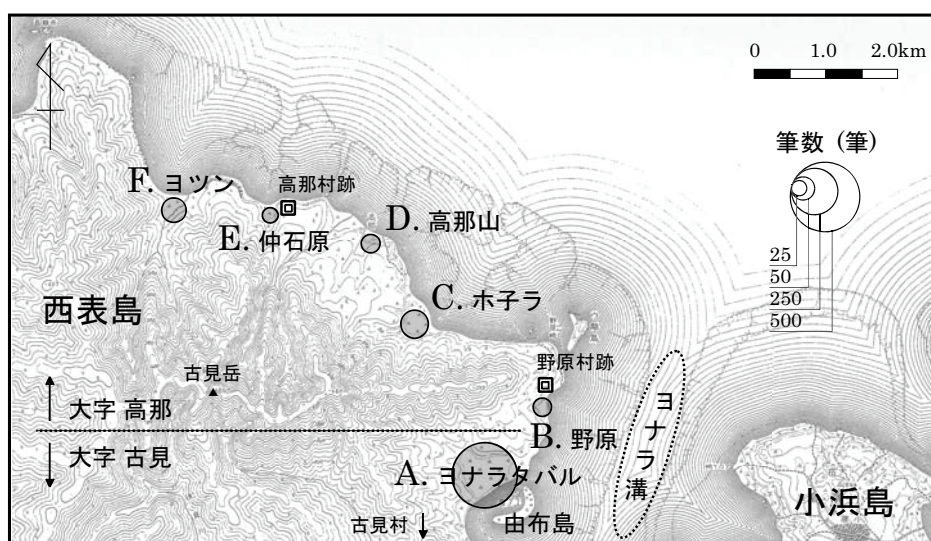 0 1.0 2.0km
筆数 (筆)
25
50
250
500
F. ヨツン
高那村跡
E. 仲石原
D. 高那山
C. ホ子ラ
西表島
古見岳
野原村跡
大字 高那
B. 野原
大字 古見
A. ヨナラタバル
ヨナラ溝
古見村
由布島
小浜島